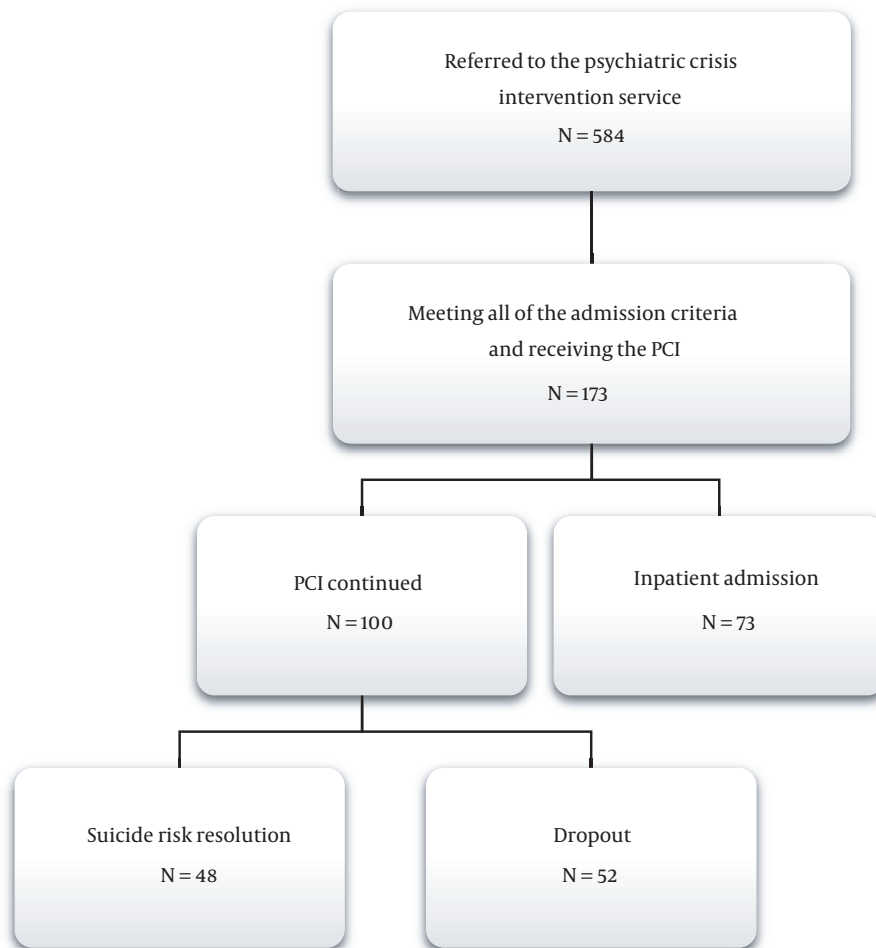 Referred to the psychiatric crisis
intervention service
N = 584
Meeting all of the admission criteria
and receiving the PCI
N = 173
PCI continued
N = 100
Inpatient admission
N = 73
Suicide risk resolution
N = 48
Dropout
N = 52